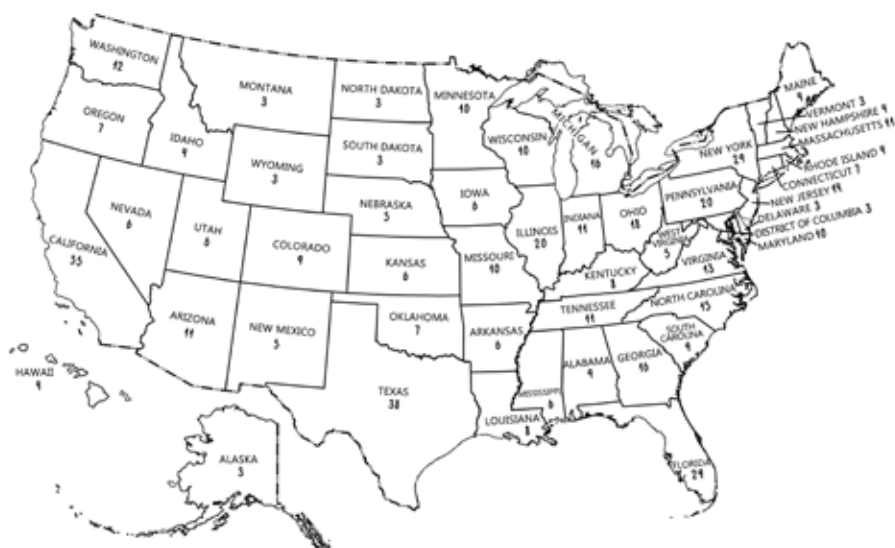 WASHINGTON
12
OREGON
7
CALIFORNIA
55
NEVADA
6
IDAHO
4
MONTANA
3
WYOMING
3
UTAH
6
COLORADO
9
ARIZONA
11
NEW MEXICO
5
NORTH DAKOTA
3
SOUTH DAKOTA
3
NEBRASKA
5
KANSAS
6
OKLAHOMA
7
TEXAS
38
MINNESOTA
10
IOWA
6
MISSOURI
10
ARKANSAS
6
LOUISIANA
8
WISCONSIN
10
ILLINOIS
20
MICHIGAN
16
INDIANA
11
OHIO
18
KENTUCKY
8
TENNESSEE
11
MISSISSIPPI
6
ALABAMA
9
GEORGIA
16
FLORIDA
29
SOUTH
CAROLINA
9
NORTH CAROLINA
15
VIRGINIA
13
WEST
VIRGINIA
5
PENNSYLVANIA
20
NEW YORK
29
MAINE
4
VERMONT 3
NEW HAMPSHIRE 4
MASSACHUSETTS 11
RHODE ISLAND 4
CONNECTICUT 7
NEW JERSEY 14
DELAWARE 3
DISTRICT OF COLUMBIA 3
MARYLAND 10
HAWAII
4
ALASKA
3